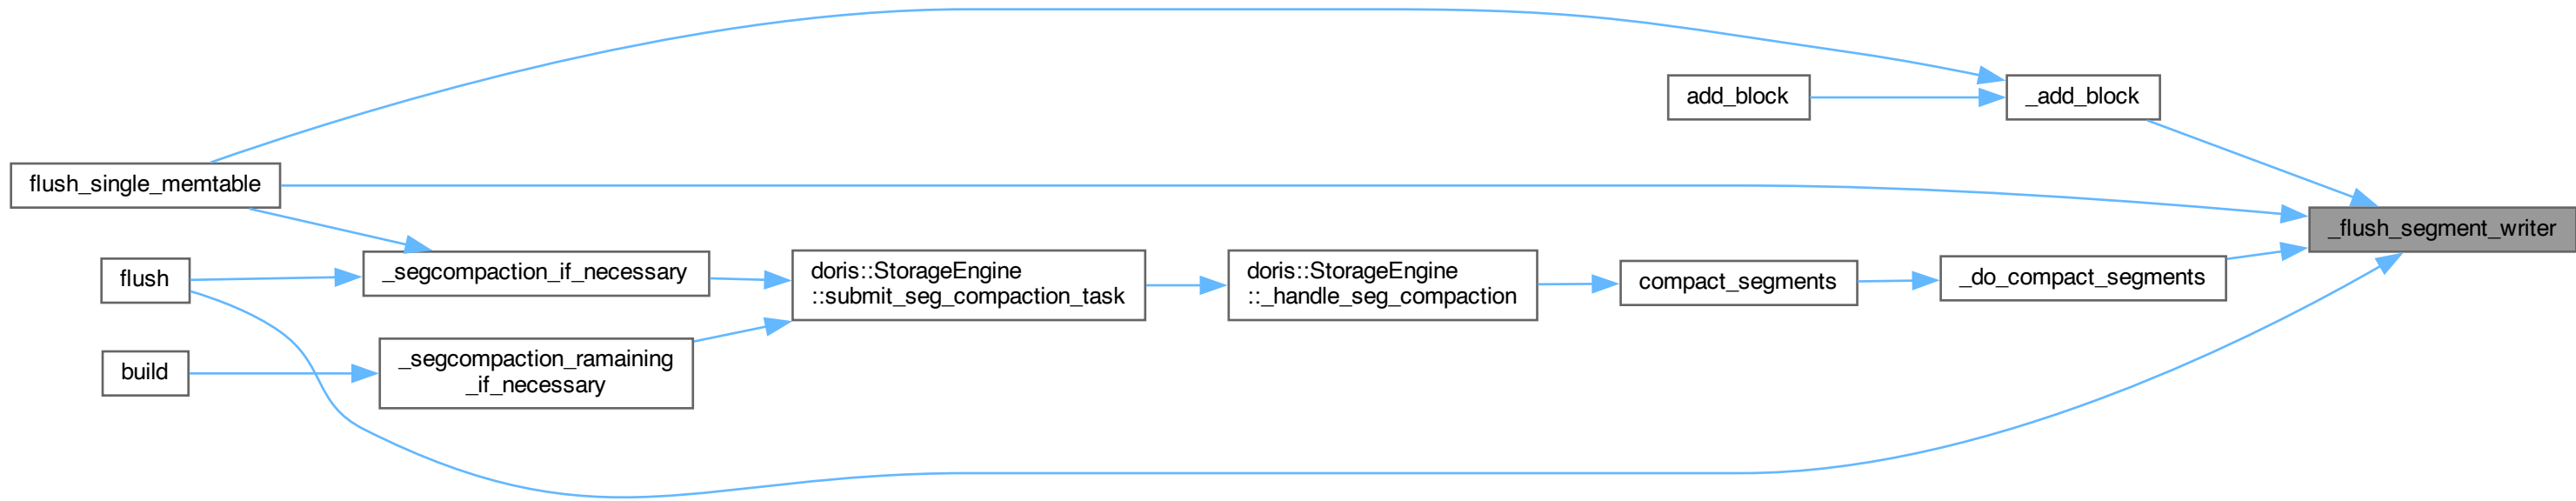 add_block
_add_block
flush_single_memtable
_flush_segment_writer
flush
_segcompaction_if_necessary
doris::StorageEngine
::submit_seg_compaction_task
doris::StorageEngine
::_handle_seg_compaction
compact_segments
_do_compact_segments
build
_segcompaction_ramaining
_if_necessary